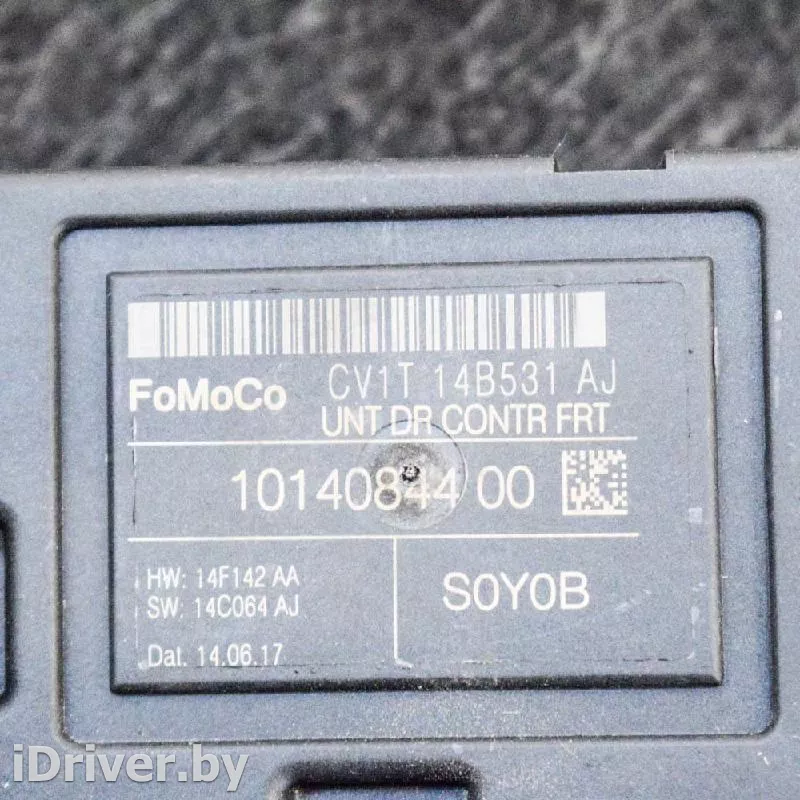 FoMoCo CV1T 14B531 AJ
UNT DR CONTR FRT
10140844 00
HW: 14F142 AA
SW: 14C064 AJ
Dat. 14.06.17
S0Y0B
iDriver.by